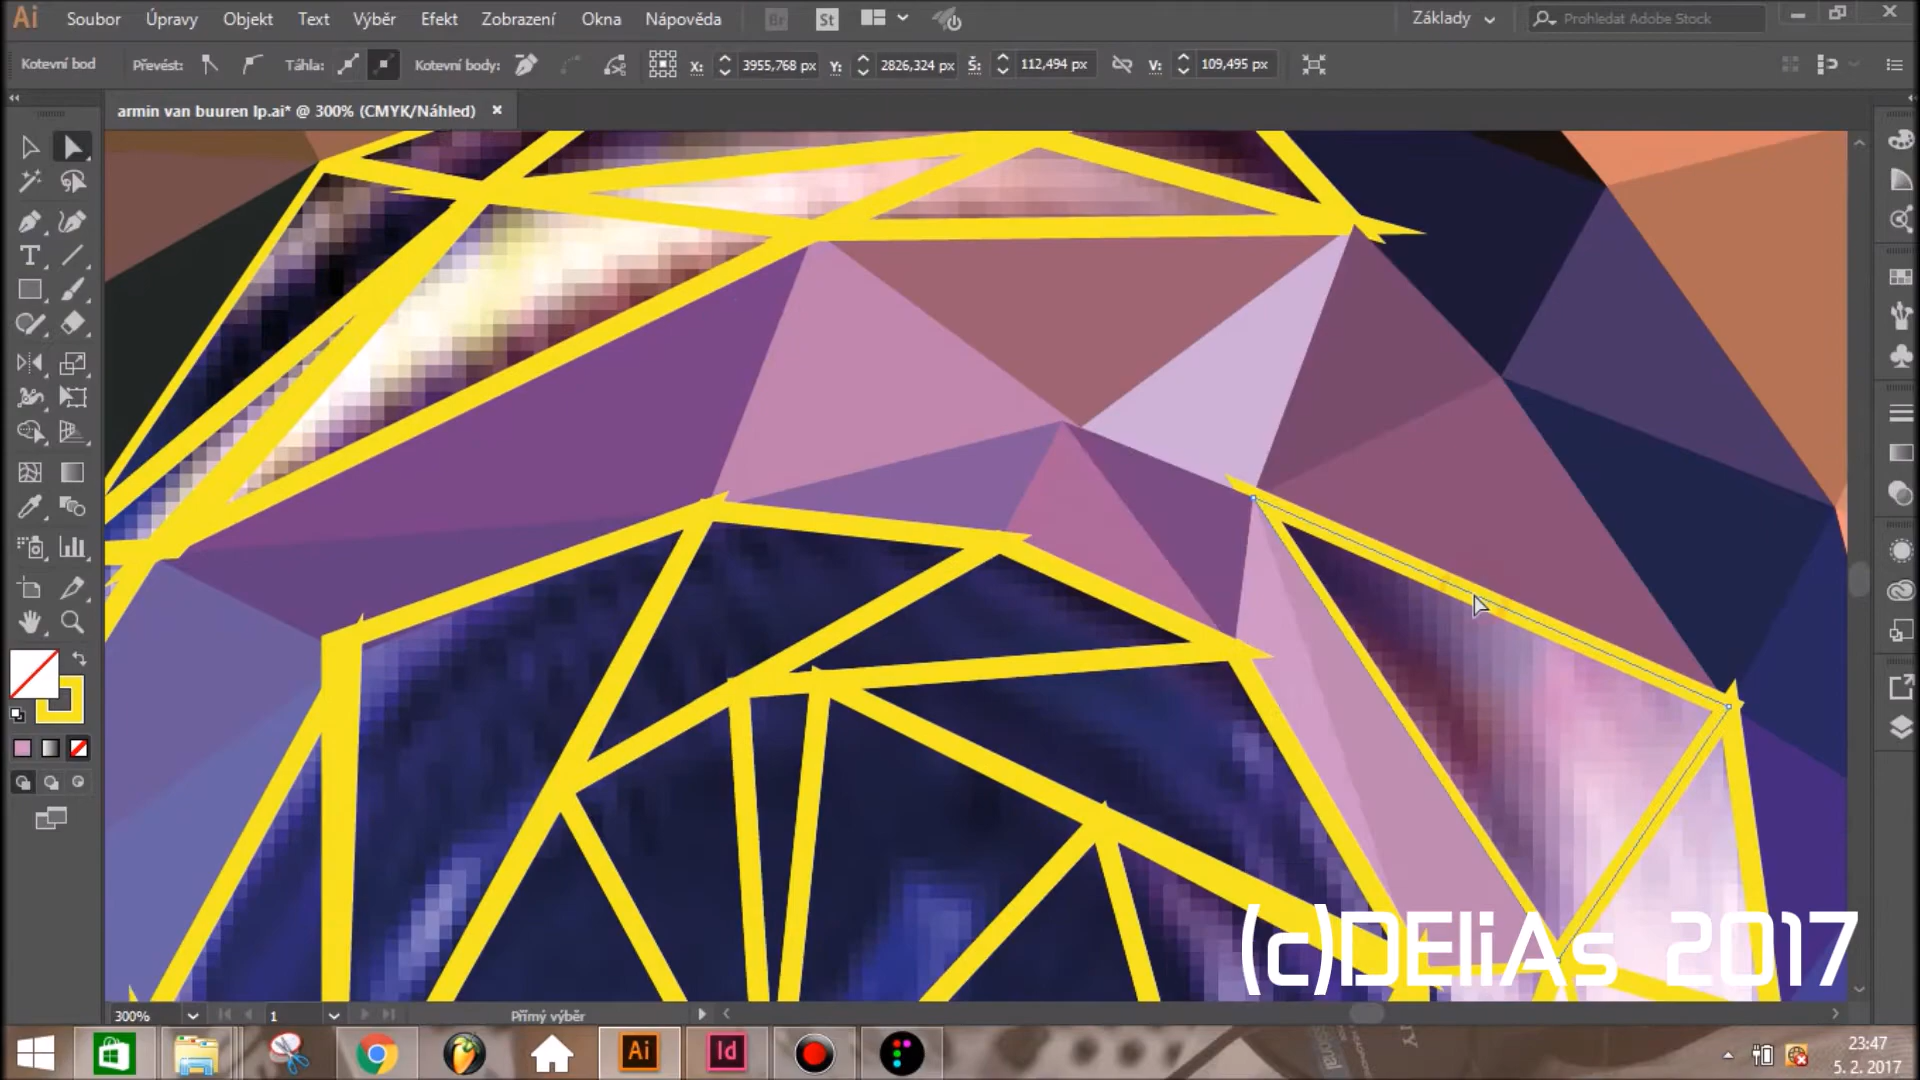 Ai Soubor Úpravy Objekt Text Výběr Efekt Zobrazení Okna Nápověda Br St Základy Prohledat Adobe Stock
Kotevní bod Převést: Táhla: Kotevní body: X: 3955,768 px Y: 2826,324 px Š: 112,494 px V: 109,495 px
armin van buuren lp.ai* @ 300% (CMYK/Náhled) ×
T
(c)DEliAs 2017
300% 1 Přímý výběr
Ai Id
23:47
5. 2. 2017